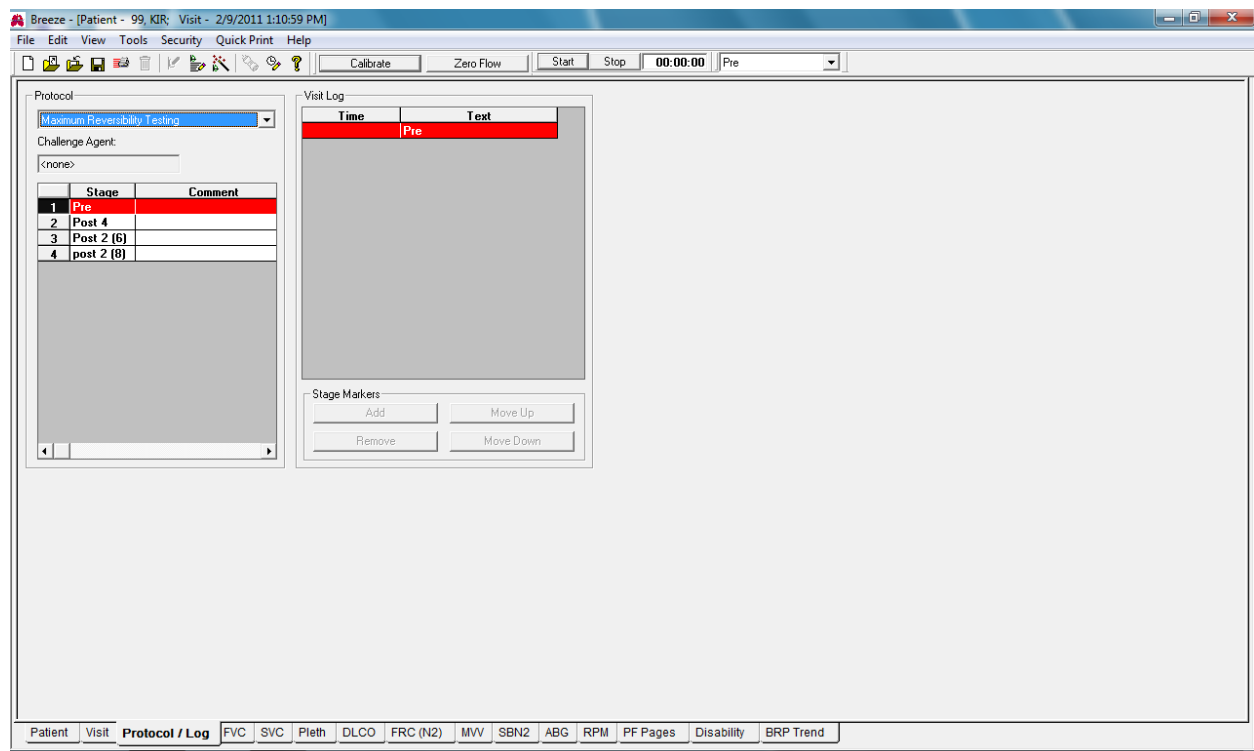 Breeze - [Patient - 99, KIR; Visit - 2/9/2011 1:10:59 PM]
File Edit View Tools Security Quick Print Help
Calibrate Zero Flow Start Stop 00:00:00 Pre
Protocol
Maximum Reversibility Testing
Challenge Agent:
<none>
Stage Comment
1 Pre
2 Post 4
3 Post 2 (6)
4 post 2 (8)
Visit Log
Time Text
Pre
Stage Markers
Add Move Up
Remove Move Down
Patient Visit Protocol / Log FVC SVC Pleth DLCO FRC (N2) MVV SBN2 ABG RPM PF Pages Disability BRP Trend